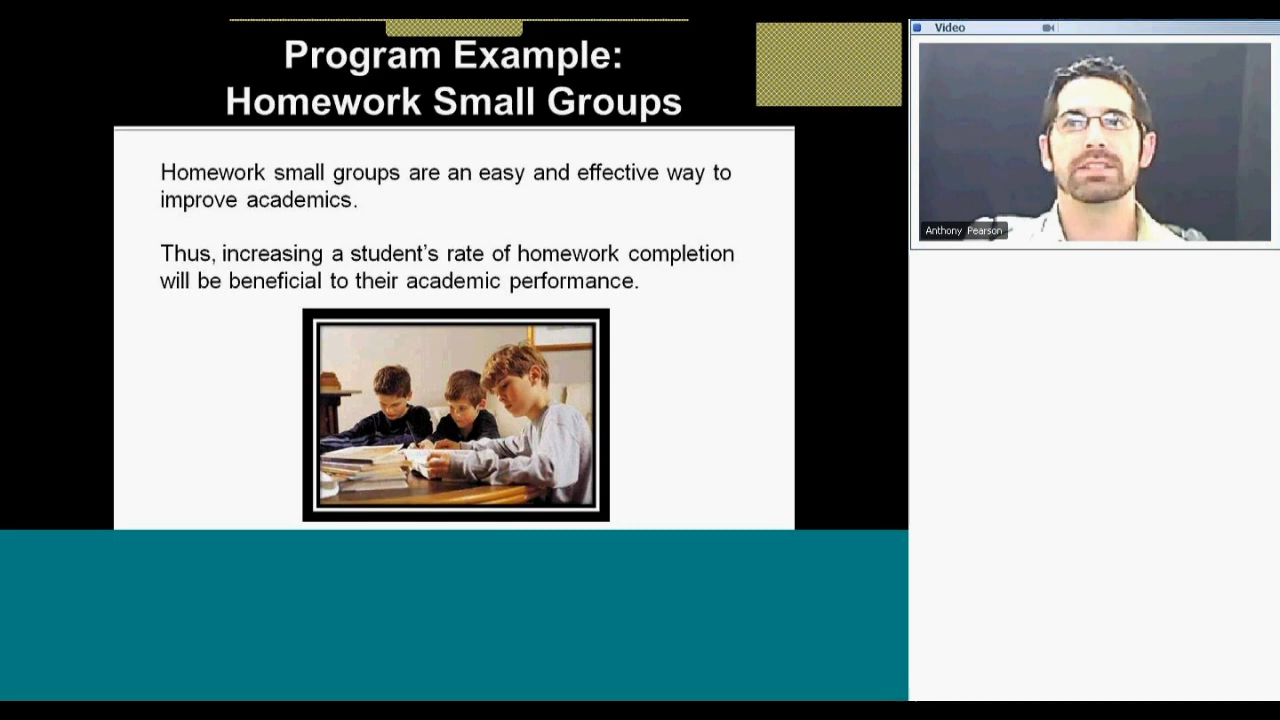 Program Example:
Homework Small Groups
Homework small groups are an easy and effective way to
improve academics.
Thus, increasing a student’s rate of homework completion
will be beneficial to their academic performance.
Video
Anthony Pearson